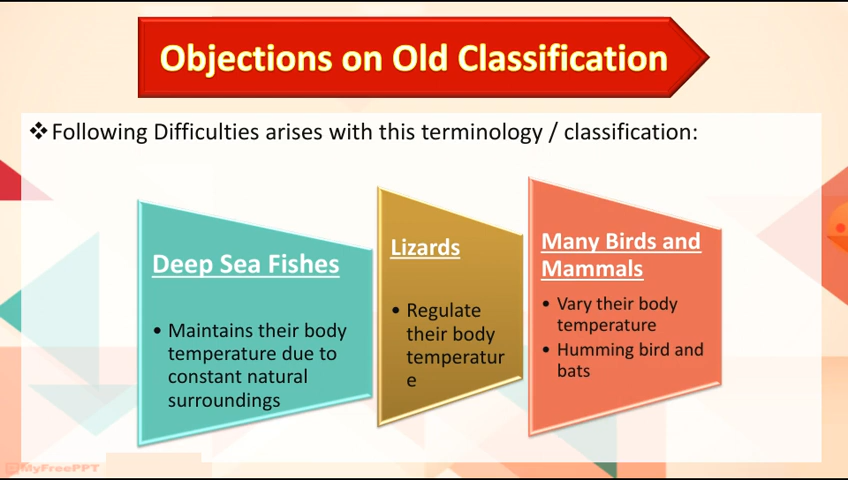 Objections on Old Classification
❖Following Difficulties arises with this terminology / classification:
Deep Sea Fishes
• Maintains their body
temperature due to
constant natural
surroundings
Lizards
• Regulate
their body
temperatur
e
Many Birds and
Mammals
• Vary their body
temperature
• Humming bird and
bats
MyFreePPT